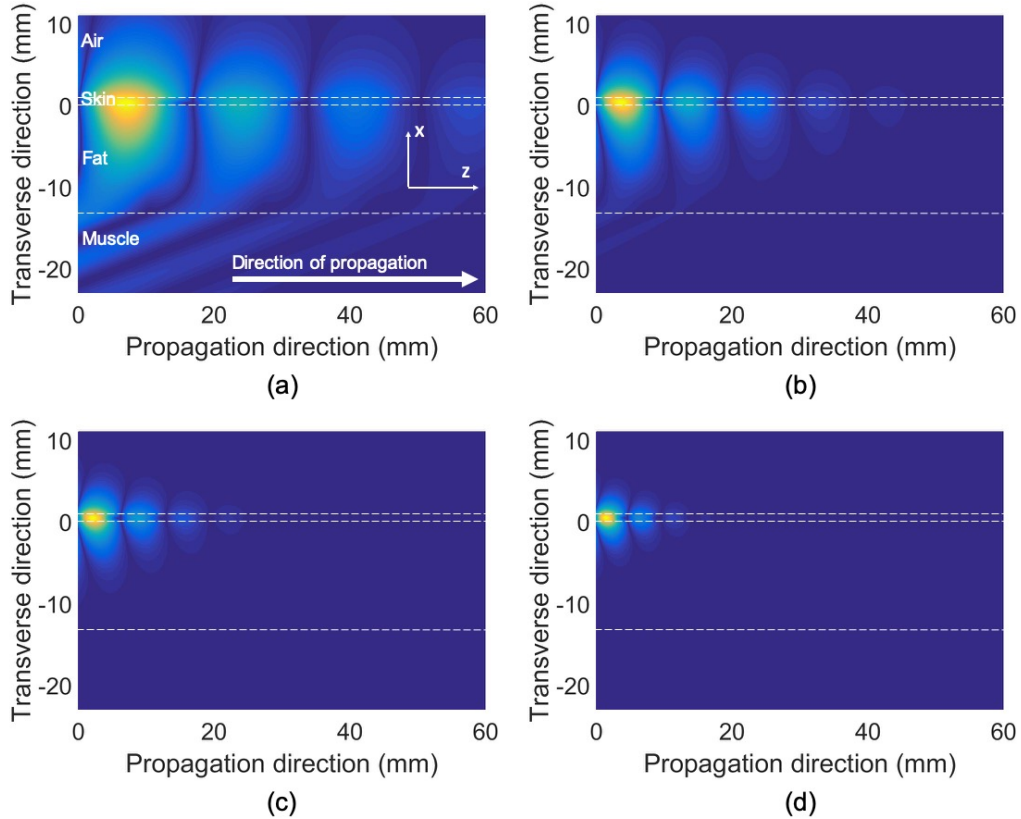 Transverse direction (mm)
10
0
-10
-20
Air
Skin
Fat
Muscle
x
z
Direction of propagation
0
20
40
60
Propagation direction (mm)
(a)
Transverse direction (mm)
10
0
-10
-20
0
20
40
60
Propagation direction (mm)
(b)
Transverse direction (mm)
10
0
-10
-20
0
20
40
60
Propagation direction (mm)
(c)
Transverse direction (mm)
10
0
-10
-20
0
20
40
60
Propagation direction (mm)
(d)